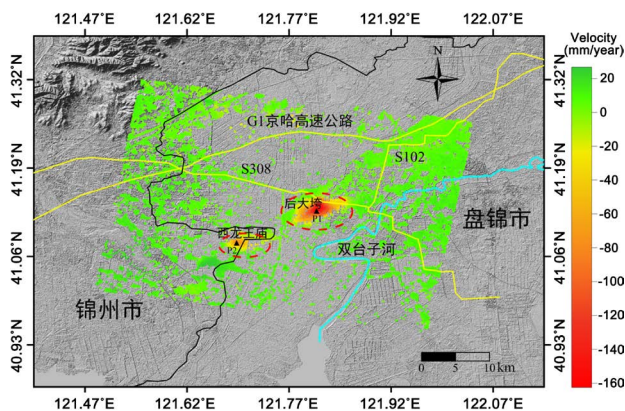 121.47°E 121.62°E 121.77°E 121.92°E 122.07°E
Velocity
(mm/year)
41.32°N
41.19°N
41.06°N
40.93°N
41.32°N
41.19°N
41.06°N
40.93°N
N
G1京哈高速公路
S308
S102
后大垮
P1
西龙王庙
P2
双台子河
盘锦市
锦州市
0 5 10
km
20
0
-20
-40
-60
-80
-100
-120
-140
-160
121.47°E 121.62°E 121.77°E 121.92°E 122.07°E